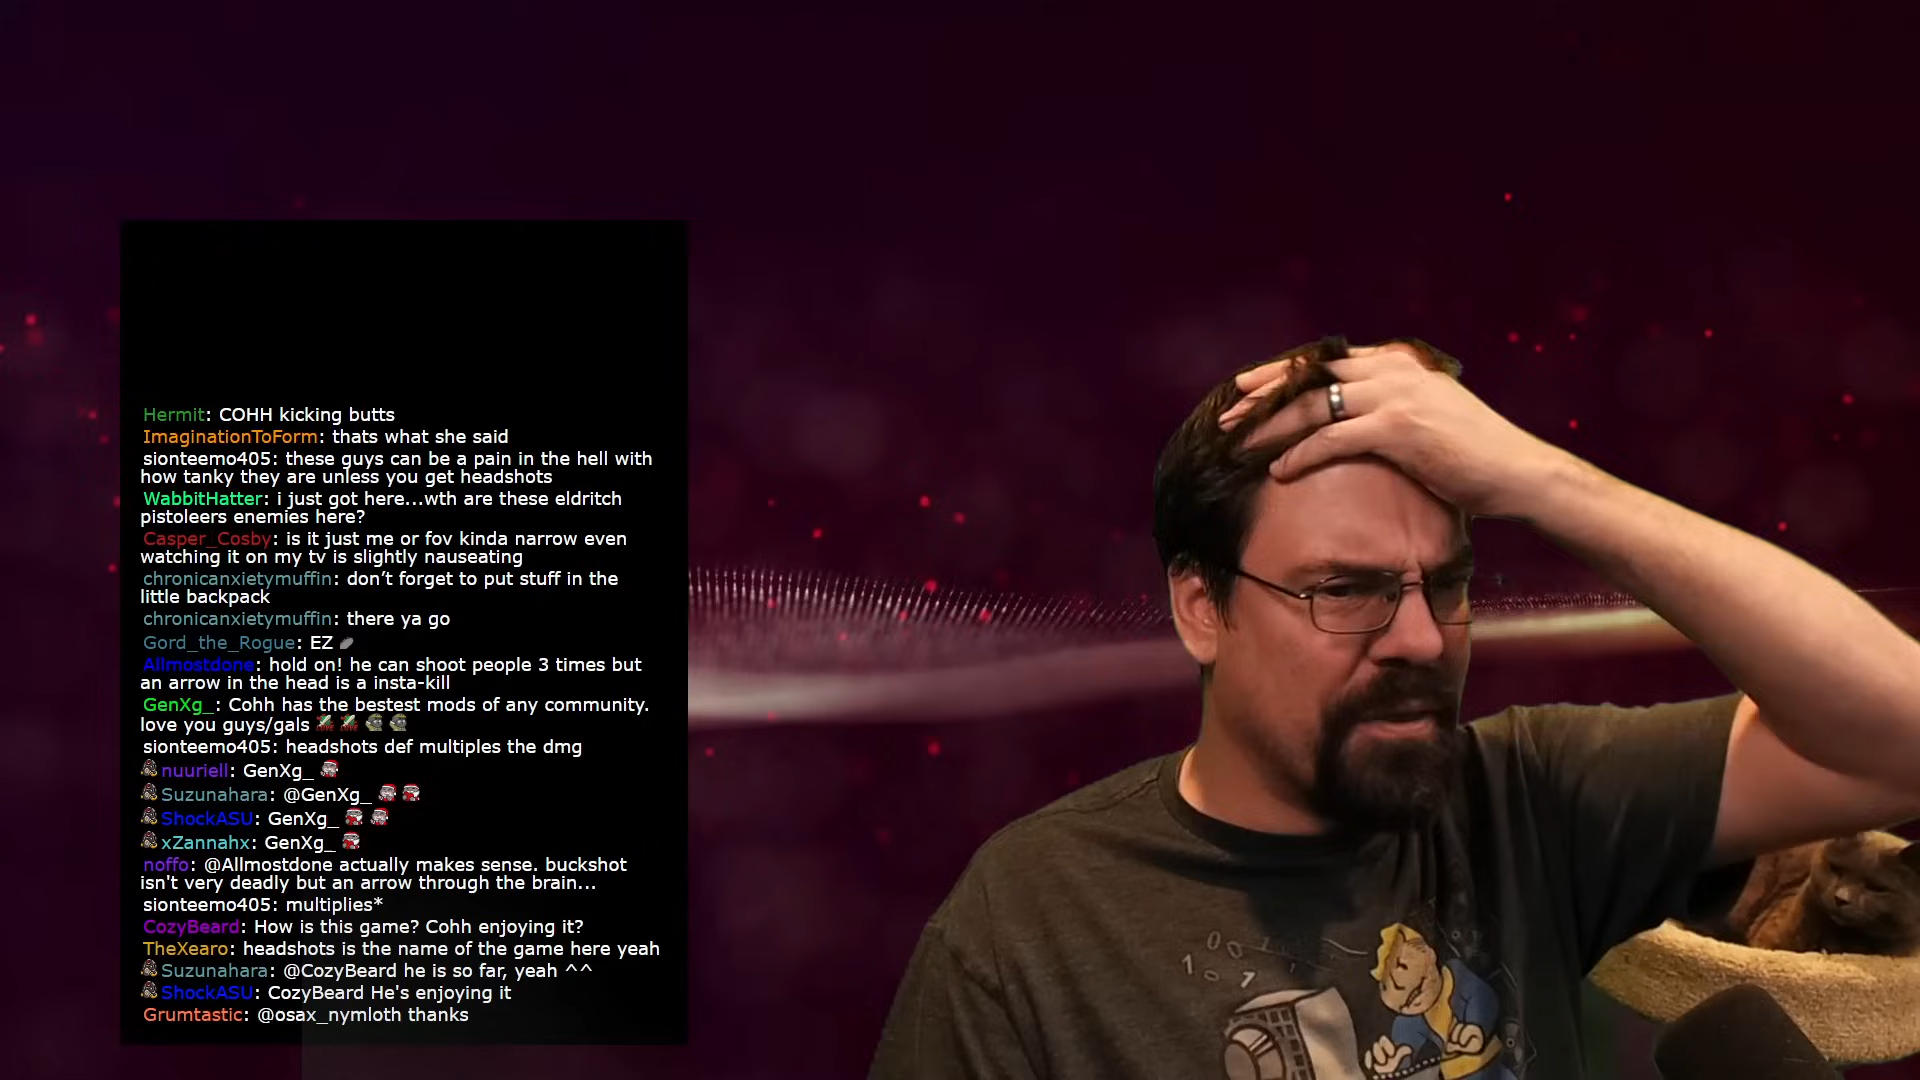 Hermit: COHH kicking butts
ImaginationToForm: thats what she said
sionteemo405: these guys can be a pain in the hell with
how tanky they are unless you get headshots
WabbitHatter: i just got here...wth are these eldritch
pistoleers enemies here?
Casper_Cosby: is it just me or fov kinda narrow even
watching it on my tv is slightly nauseating
chronicanxietymuffin: don’t forget to put stuff in the
little backpack
chronicanxietymuffin: there ya go
Gord_the_Rogue: EZ
Allmostdone: hold on! he can shoot people 3 times but
an arrow in the head is a insta-kill
GenXg_: Cohh has the bestest mods of any community.
love you guys/gals
sionteemo405: headshots def multiples the dmg
nuuriell: GenXg_
Suzunahara: @GenXg_
ShockASU: GenXg_
xZannahx: GenXg_
noffo: @Allmostdone actually makes sense. buckshot
isn't very deadly but an arrow through the brain...
sionteemo405: multiplies*
CozyBeard: How is this game? Cohh enjoying it?
TheXearo: headshots is the name of the game here yeah
Suzunahara: @CozyBeard he is so far, yeah ^^
ShockASU: CozyBeard He's enjoying it
Grumtastic: @osax_nymloth thanks